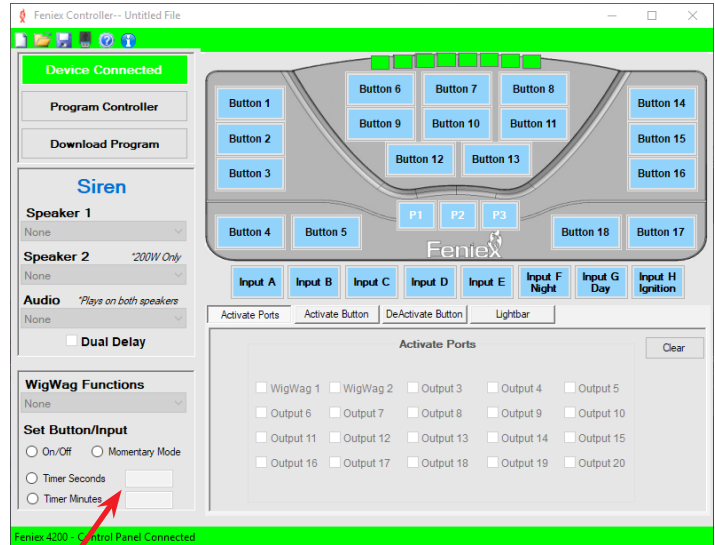 Feniex Controller-- Untitled File
Device Connected
Program Controller
Download Program
Siren
Speaker 1
None
Speaker 2 *200W Only
None
Audio *Plays on both speakers
None
Dual Delay
WigWag Functions
None
Set Button/Input
On/Off Momentary Mode
Timer Seconds
Timer Minutes
Button 6 Button 7 Button 8
Button 1 Button 14
Button 9 Button 10 Button 11
Button 2 Button 15
Button 12 Button 13
Button 3 Button 16
P1 P2 P3
Button 4 Button 5 Button 18 Button 17
Feniex
Input A Input B Input C Input D Input E Input F Night Input G Day Input H Ignition
Activate Ports Activate Button DeActivate Button Lightbar
Activate Ports Clear
WigWag 1 WigWag 2 Output 3 Output 4 Output 5
Output 6 Output 7 Output 8 Output 9 Output 10
Output 11 Output 12 Output 13 Output 14 Output 15
Output 16 Output 17 Output 18 Output 19 Output 20
Feniex 4200 - Control Panel Connected